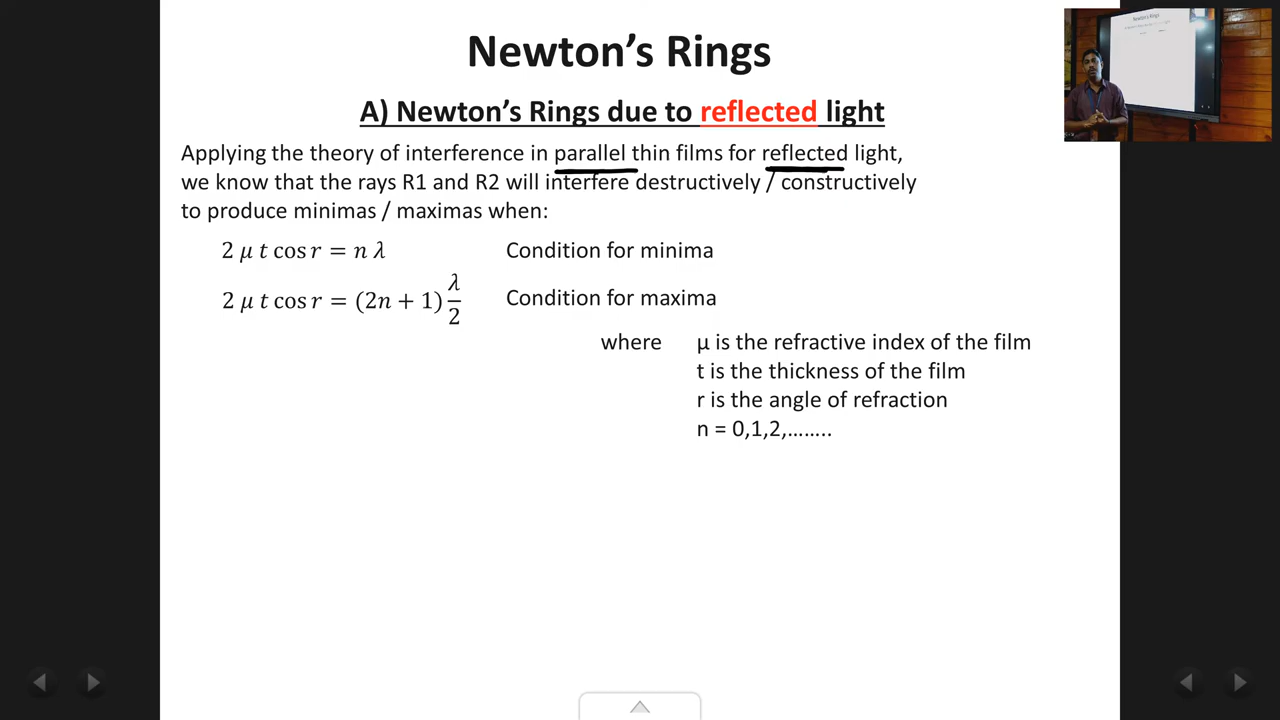 Newton's Rings
A) Newton's Rings due to reflected light
Applying the theory of interference in parallel thin films for reflected light,
we know that the rays R1 and R2 will interfere destructively / constructively
to produce minimas / maximas when:
2 μ t cos r = n λ Condition for minima
2 μ t cos r = (2n + 1) λ/2 Condition for maxima
where μ is the refractive index of the film
t is the thickness of the film
r is the angle of refraction
n = 0,1,2,........
Newton's Rings